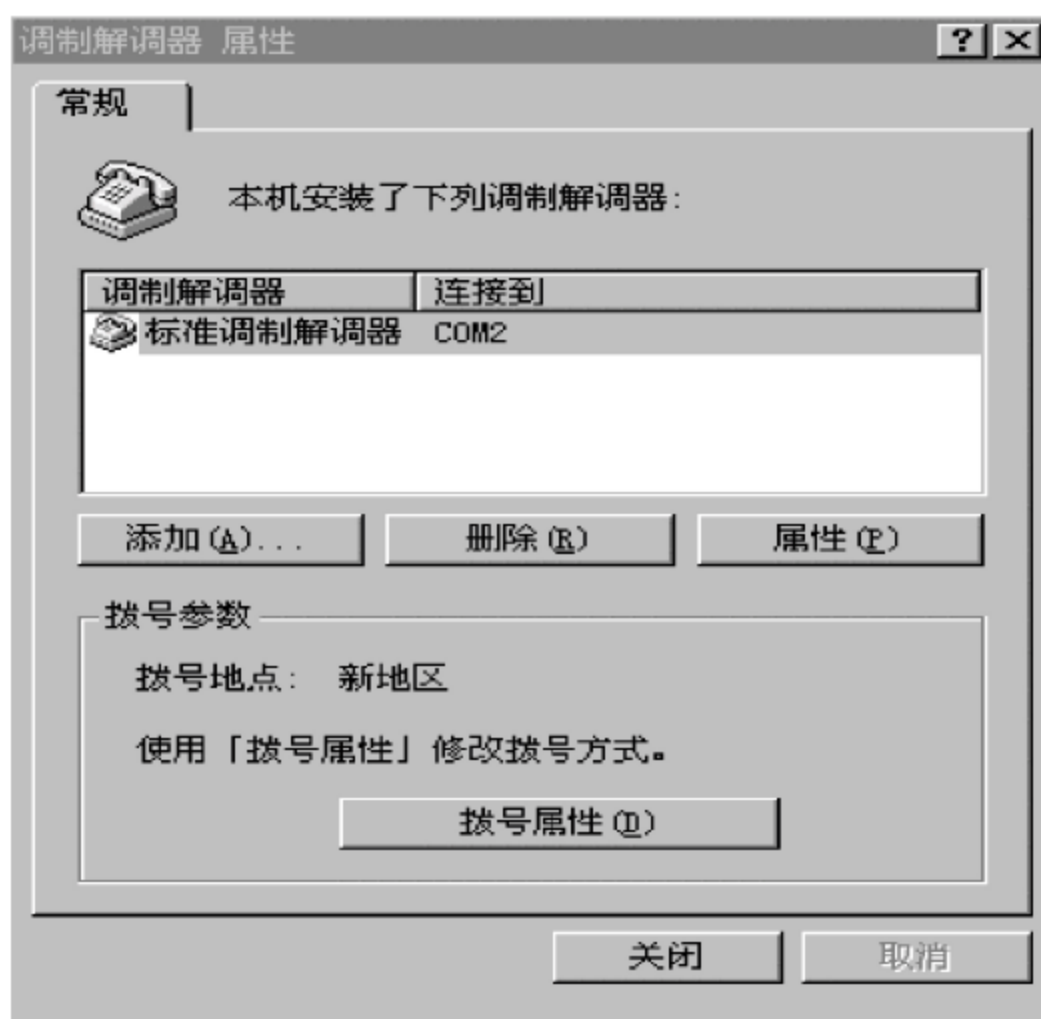 调制解调器 属性
常规
本机安装了下列调制解调器:
调制解调器 连接到
标准调制解调器 COM2
添加(A)... 删除(R) 属性(P)
拨号参数
拨号地点: 新地区
使用「拨号属性」修改拨号方式。
拨号属性(D)
关闭 取消